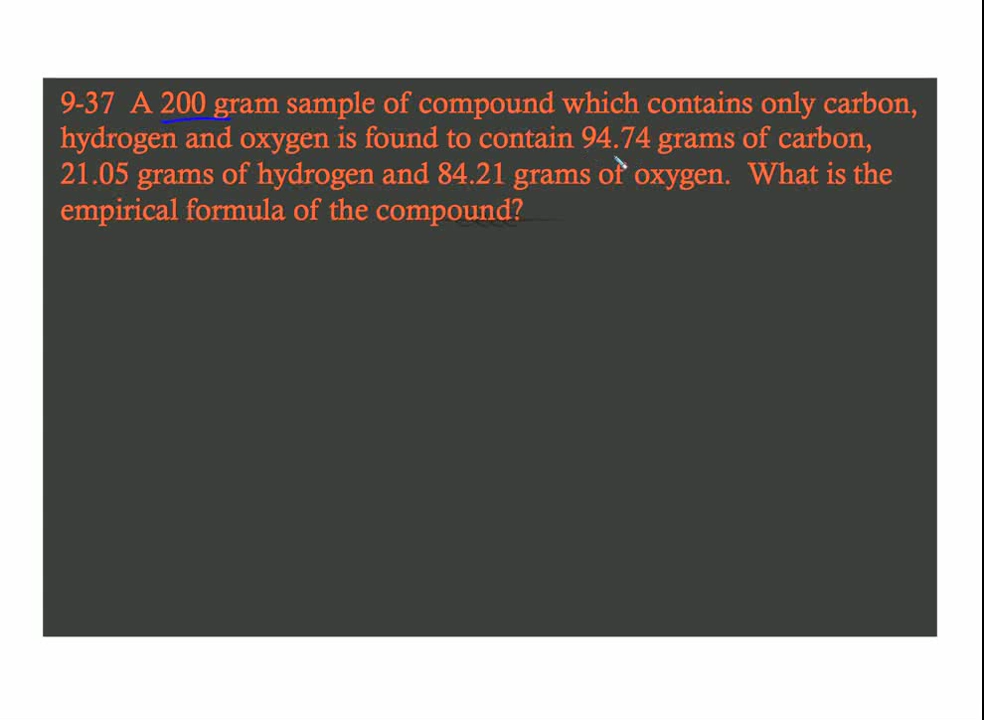 9-37 A 200 gram sample of compound which contains only carbon,
hydrogen and oxygen is found to contain 94.74 grams of carbon,
21.05 grams of hydrogen and 84.21 grams of oxygen. What is the
empirical formula of the compound?